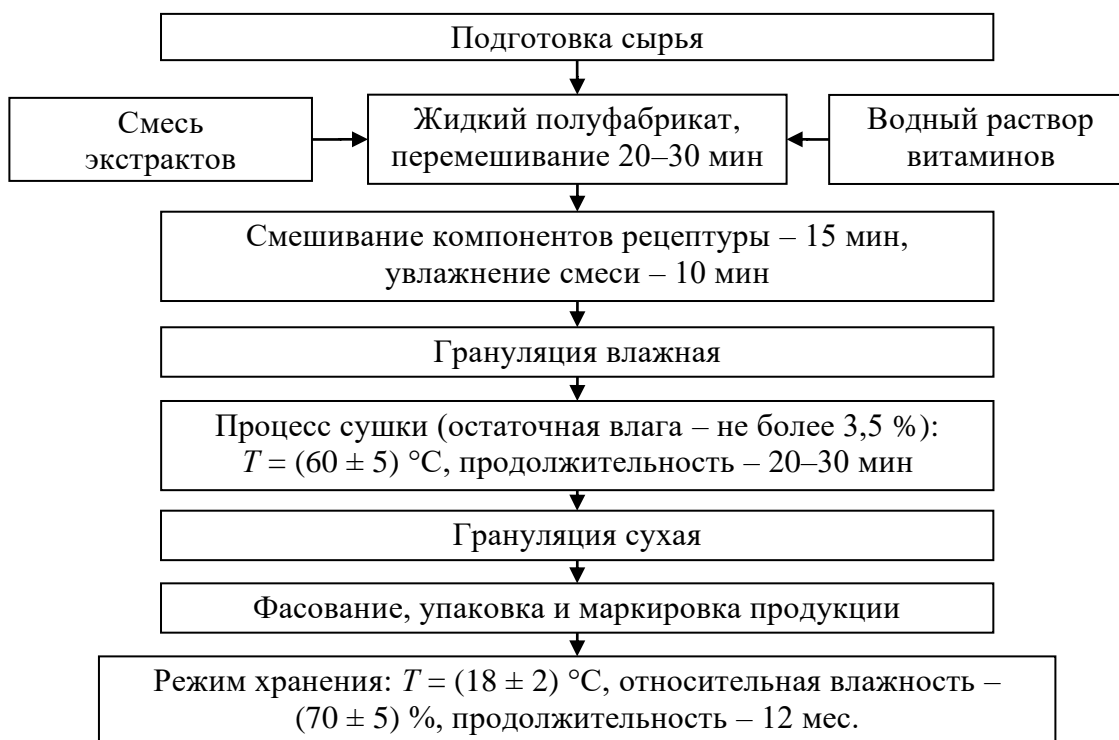 Подготовка сырья
Смесь
экстрактов
Жидкий полуфабрикат,
перемешивание 20–30 мин
Водный раствор
витаминов
Смешивание компонентов рецептуры – 15 мин,
увлажнение смеси – 10 мин
Грануляция влажная
Процесс сушки (остаточная влага – не более 3,5 %):
T = (60 ± 5) °C, продолжительность – 20–30 мин
Грануляция сухая
Фасование, упаковка и маркировка продукции
Режим хранения: T = (18 ± 2) °C, относительная влажность –
(70 ± 5) %, продолжительность – 12 мес.